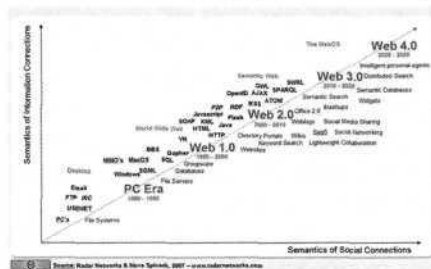 Semantics of Information Connections
The WebOS
Web 4.0
2020 - 2030
Intelligent personal agents
Web 3.0
2010 - 2020
Distributed Search
Semantic Web
SWRL
OWL
SPARQL
OpenID
AJAX
Semantic Databases
Semantic Search
ATOM
RSS
Widgets
P2P
RDF
Office 2.0
Mashups
Javascript
Flash
Web 2.0
2000 - 2010
SOAP
XML
Java
Weblogs
Social Media Sharing
World Wide Web
HTML
HTTP
Directory Portals
Wikis
SaaS
Social Networking
VR
Keyword Search
Lightweight Collaboration
BBS
Gopher
Web 1.0
1990 - 2000
Websites
MMO's
MacOS
SQL
Groupware
Desktop
SGML
Databases
Windows
Email
File Servers
PC Era
1980 - 1990
FTP
IRC
USENET
PC's
File Systems
Semantics of Social Connections
Source: Radar Networks & Nova Spivack, 2007 – www.radarnetworks.com